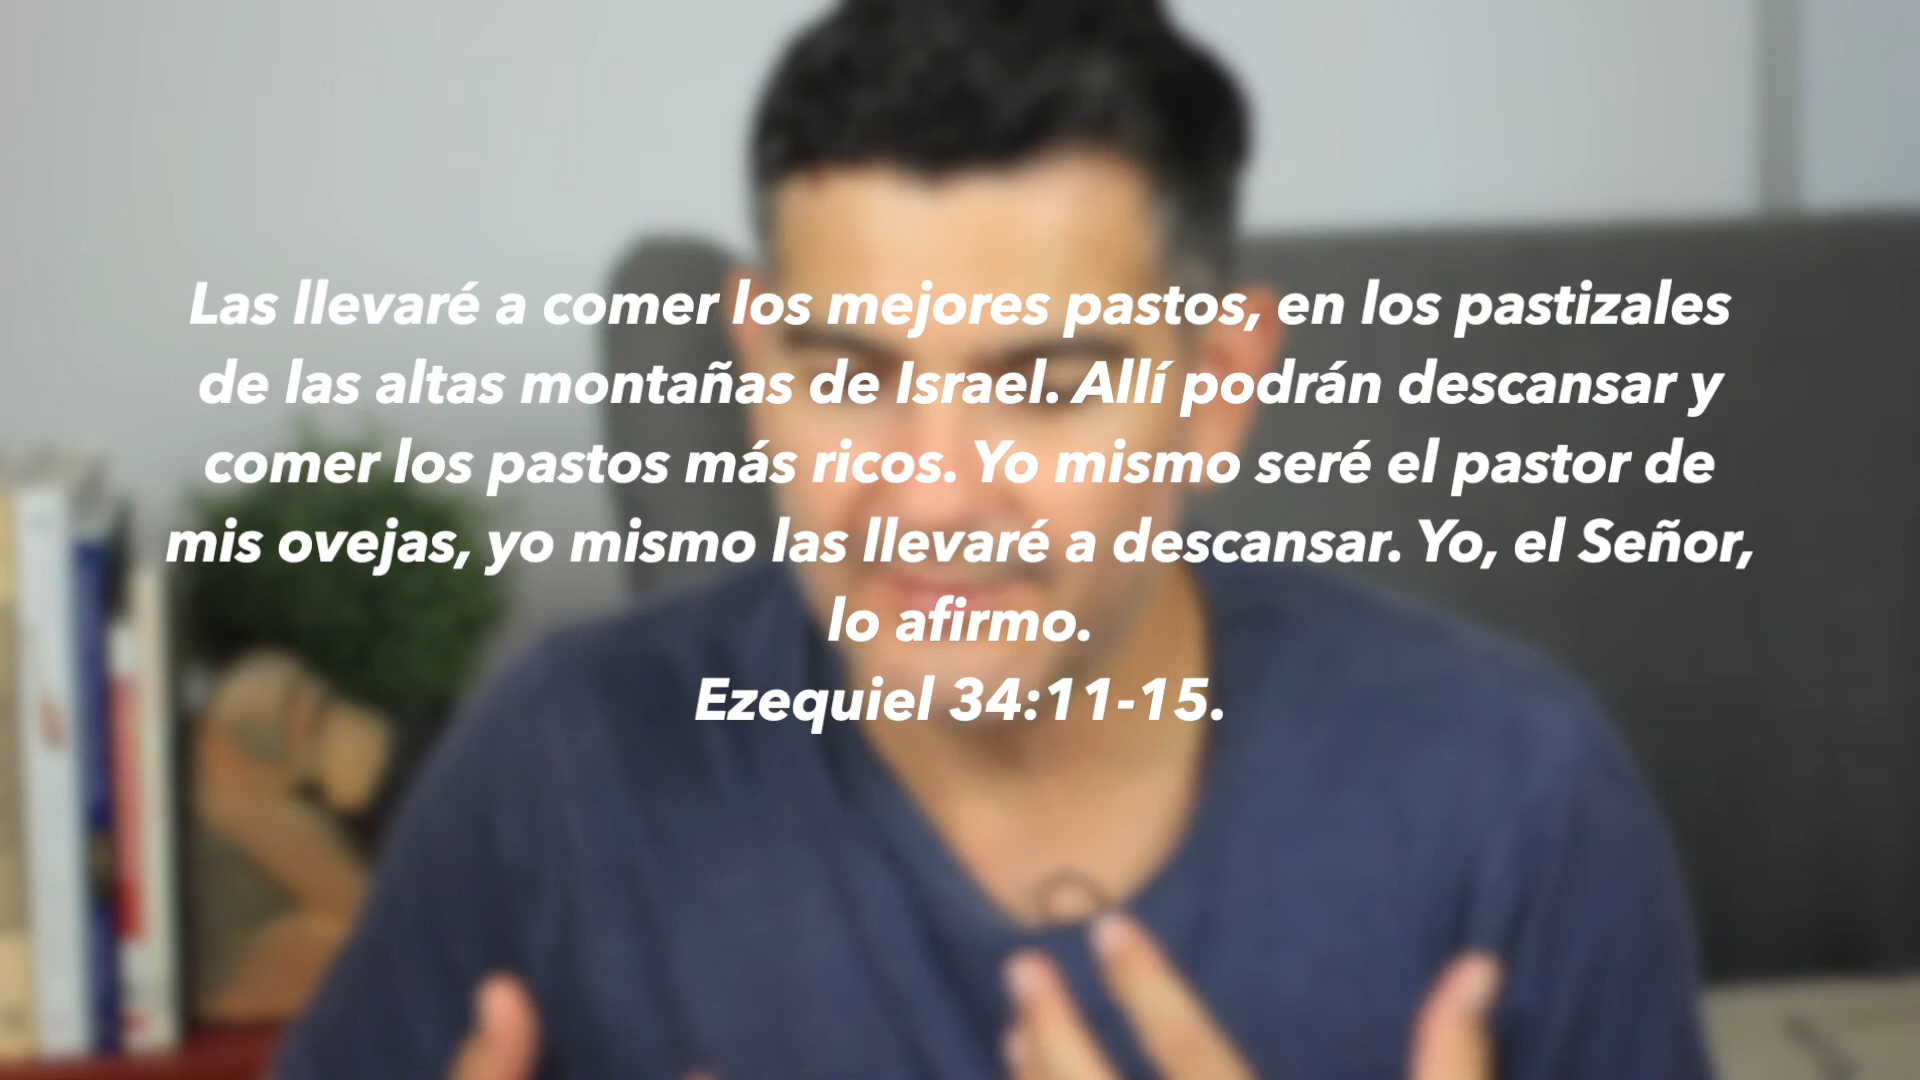 Las llevaré a comer los mejores pastos, en los pastizales
de las altas montañas de Israel. Allí podrán descansar y
comer los pastos más ricos. Yo mismo seré el pastor de
mis ovejas, yo mismo las llevaré a descansar. Yo, el Señor,
lo afirmo.
Ezequiel 34:11-15.